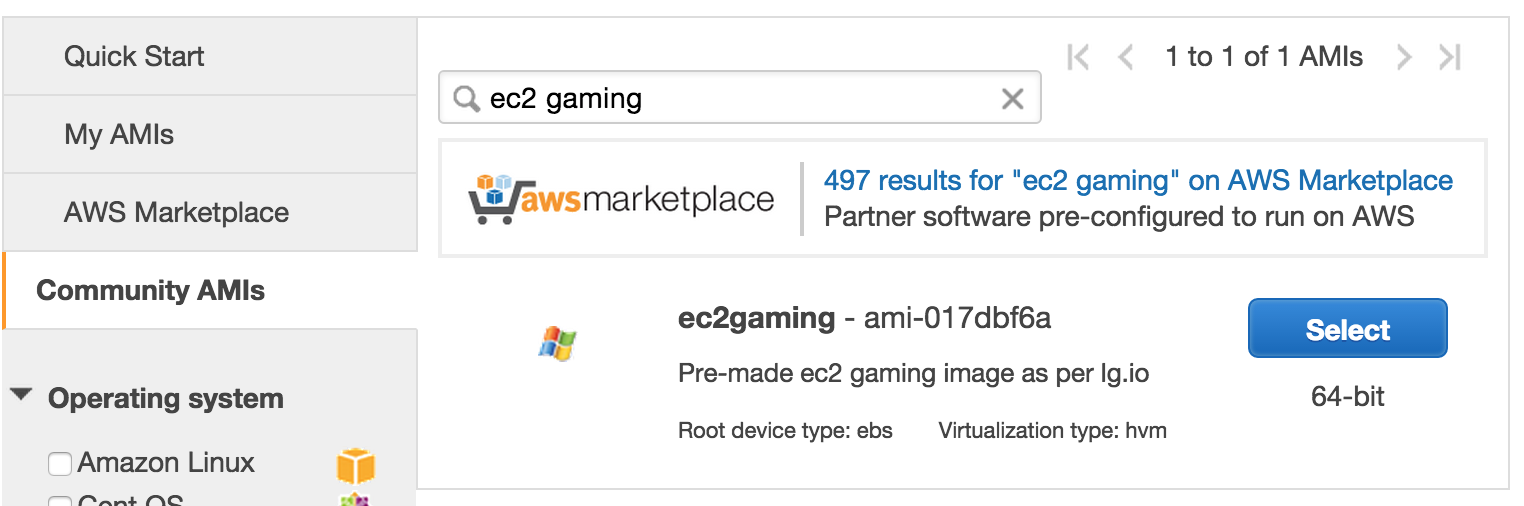 Quick Start
My AMIs
AWS Marketplace
Community AMIs
Operating system
Amazon Linux
Cent OS
1 to 1 of 1 AMIs
ec2 gaming
awsmarketplace
497 results for "ec2 gaming" on AWS Marketplace
Partner software pre-configured to run on AWS
ec2gaming - ami-017dbf6a
Select
Pre-made ec2 gaming image as per lg.io
64-bit
Root device type: ebs Virtualization type: hvm